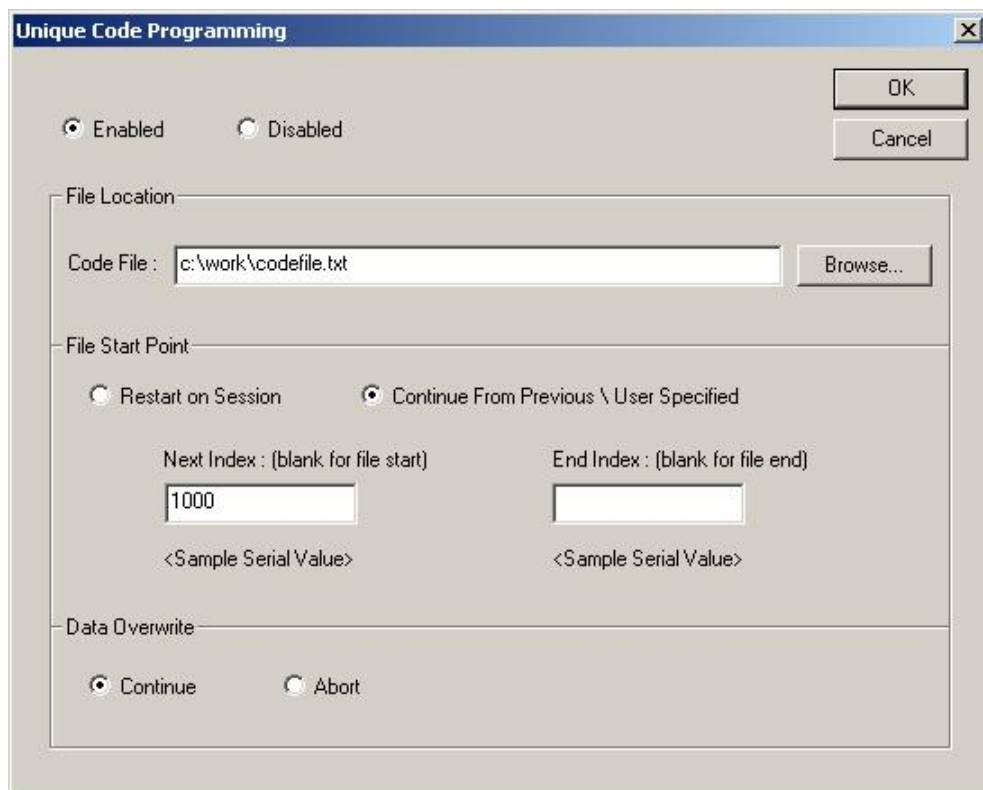 Unique Code Programming
OK
Enabled Disabled
Cancel
File Location
Code File : c:\work\codefile.txt Browse...
File Start Point
Restart on Session Continue From Previous \ User Specified
Next Index : (blank for file start) End Index : (blank for file end)
1000
<Sample Serial Value> <Sample Serial Value>
Data Overwrite
Continue Abort